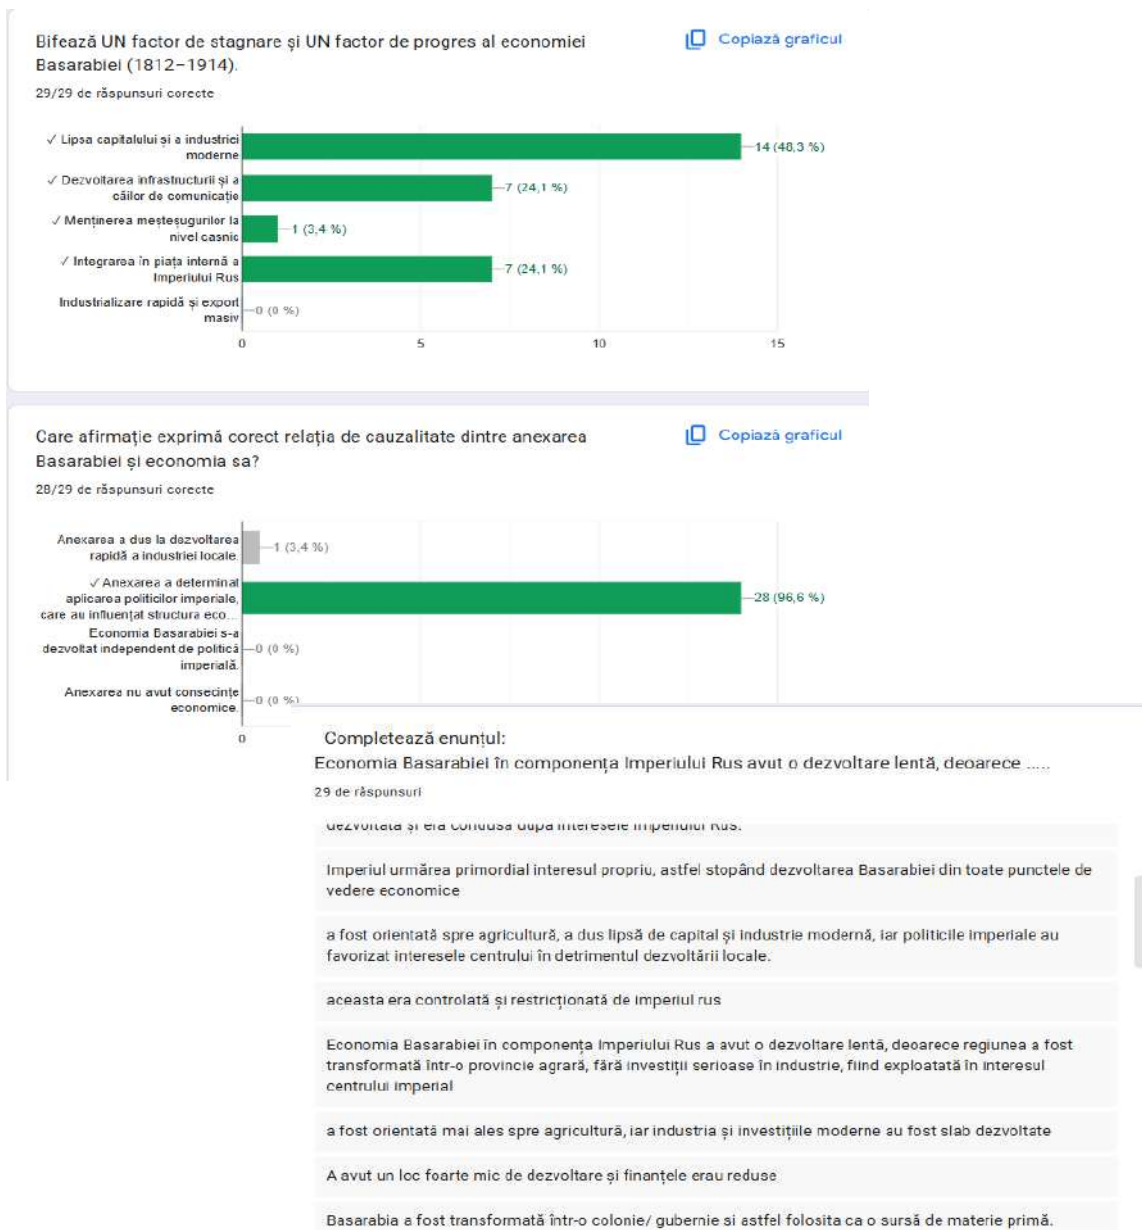 Bifează UN factor de stagnare și UN factor de progres al economiei
Basarabiei (1812–1914).
Copiază graficul
29/29 de răspunsuri corecte
✓ Lipsa capitalului și a industriei
moderne
14 (48,3 %)
✓ Dezvoltarea infrastructurii și a
căilor de comunicație
7 (24,1 %)
✓ Menținerea meșteșugurilor la
nivel casnic
1 (3,4 %)
✓ Integrarea în piața internă a
Imperiului Rus
7 (24,1 %)
Industrializare rapidă și export
masiv
0 (0 %)
0 5 10 15
Care afirmație exprimă corect relația de cauzalitate dintre anexarea
Basarabiei și economia sa?
Copiază graficul
28/29 de răspunsuri corecte
Anexarea a dus la dezvoltarea
rapidă a industriei locale.
1 (3,4 %)
✓ Anexarea a determinat
aplicarea politicilor imperiale,
care au influențat structura eco...
28 (96,6 %)
Economia Basarabiei s-a
dezvoltat independent de politică
imperială.
0 (0 %)
Anexarea nu avut consecințe
economice.
0 (0 %)
0
Completează enunțul:
Economia Basarabiei în componența Imperiului Rus avut o dezvoltare lentă, deoarece .....
29 de răspunsuri
dezvoltată și era condusă după interesele Imperiului Rus.
Imperiul urmărea primordial interesul propriu, astfel stopând dezvoltarea Basarabiei din toate punctele de
vedere economice
a fost orientată spre agricultură, a dus lipsă de capital și industrie modernă, iar politicile imperiale au
favorizat interesele centrului în detrimentul dezvoltării locale.
aceasta era controlată și restricționată de imperiul rus
Economia Basarabiei în componența Imperiului Rus a avut o dezvoltare lentă, deoarece regiunea a fost
transformată într-o provincie agrară, fără investiții serioase în industrie, fiind exploatată în interesul
centrului imperial
a fost orientată mai ales spre agricultură, iar industria și investițiile moderne au fost slab dezvoltate
A avut un loc foarte mic de dezvoltare și finanțele erau reduse
Basarabia a fost transformată într-o colonie/ gubernie si astfel folosita ca o sursă de materie primă.